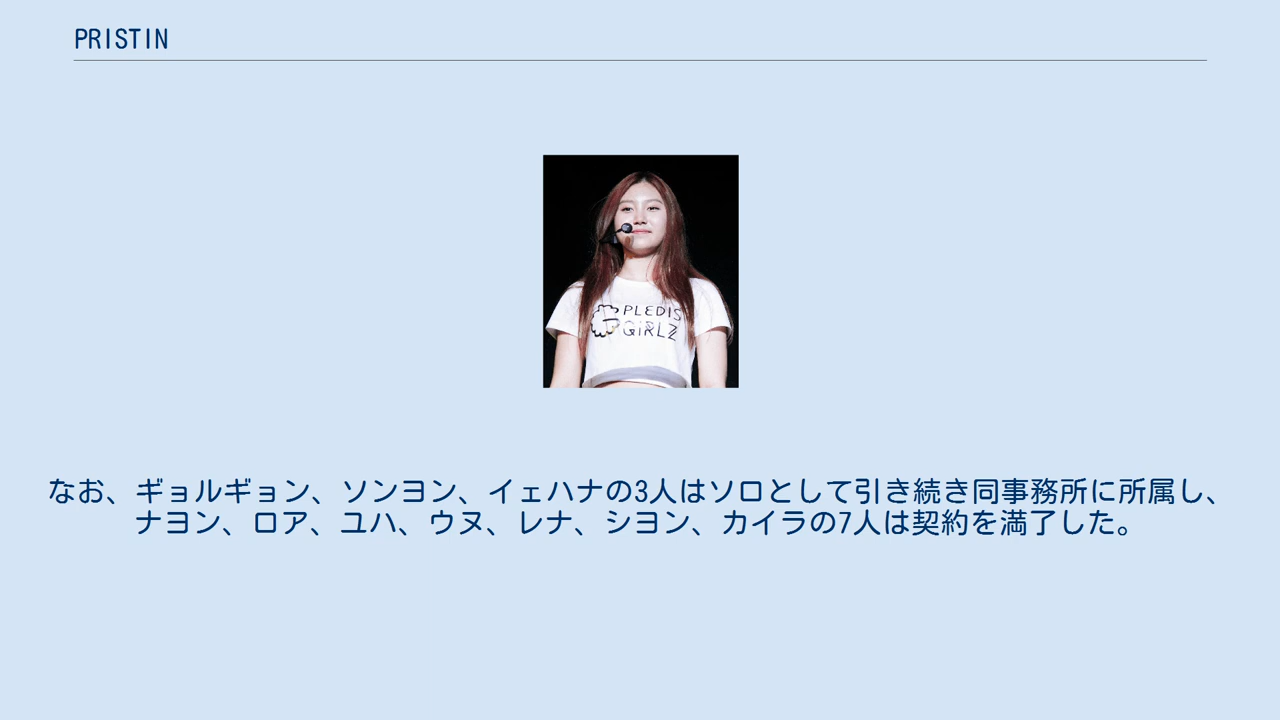 PRISTIN
PLEDIS
GIRLZ
なお、ギョルギョン、ソンヨン、イェハナの3人はソロとして引き続き同事務所に所属し、
ナヨン、ロア、ユハ、ウヌ、レナ、シヨン、カイラの7人は契約を満了した。